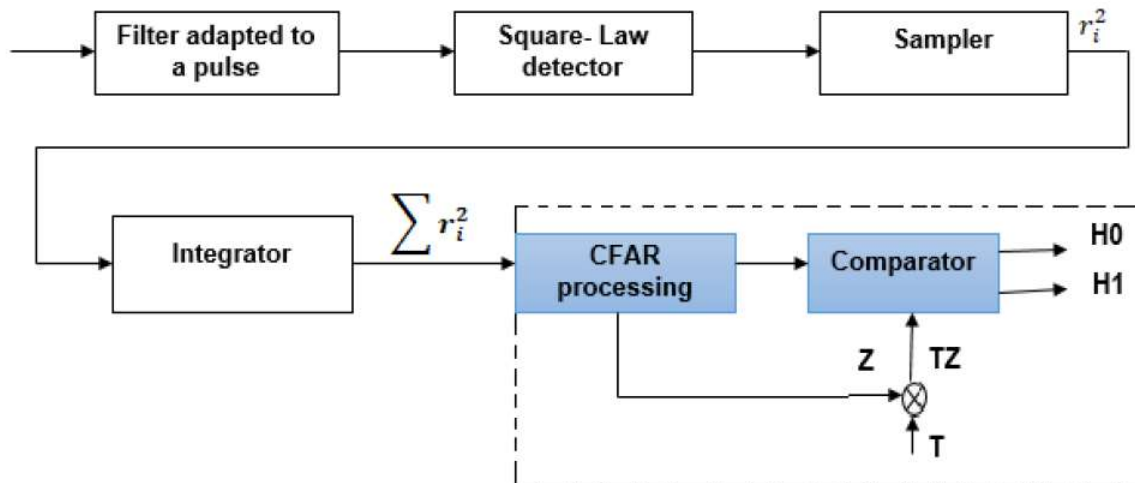 Filter adapted to
a pulse
Square- Law
detector
Sampler
r_i^2
Integrator
∑ r_i^2
CFAR
processing
Comparator
H0
H1
Z
TZ
T